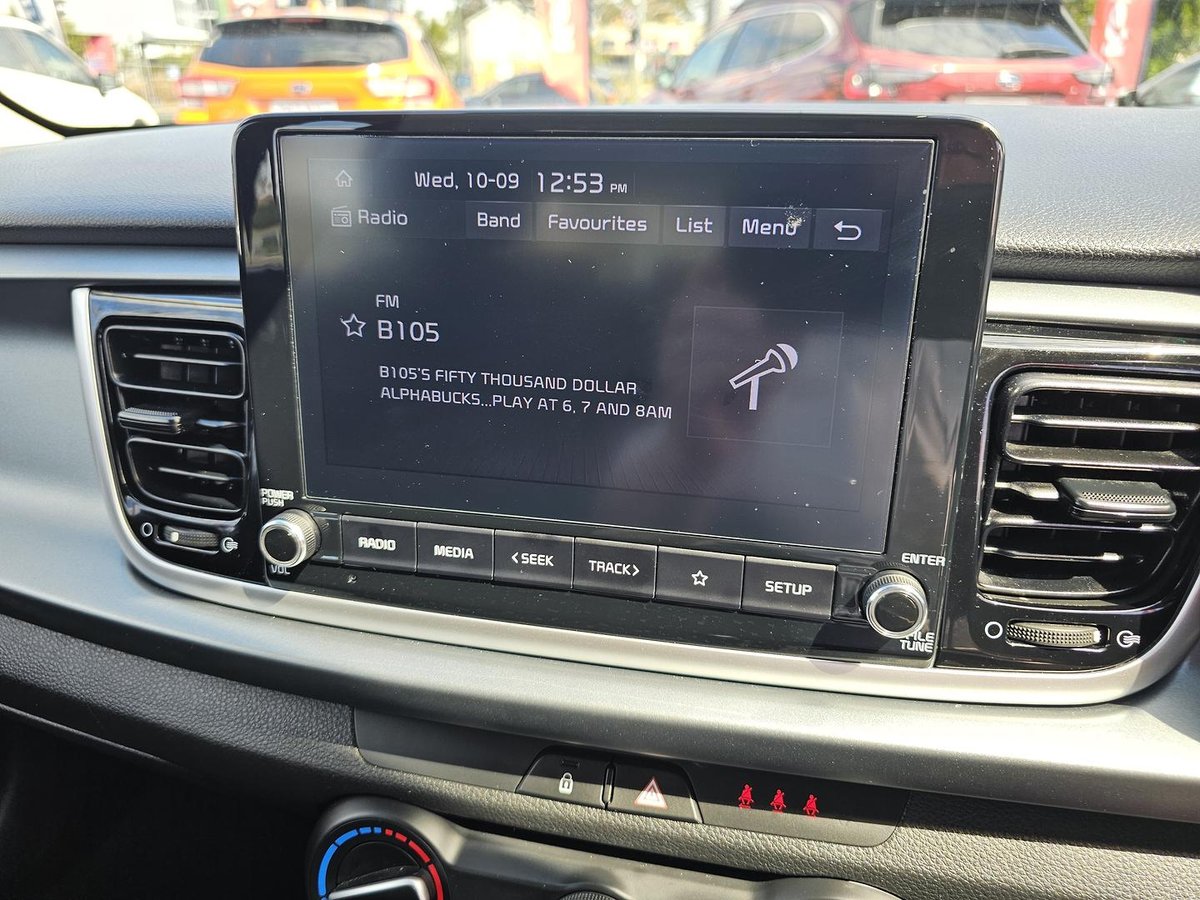 Wed, 10-09 12:53 PM
Radio Band Favourites List Menu
FM
B105
B105'S FIFTY THOUSAND DOLLAR
ALPHABUCKS...PLAY AT 6, 7 AND 8AM
POWER
PUSH
VOL
RADIO MEDIA <SEEK TRACK> SETUP
ENTER
FILE
TUNE